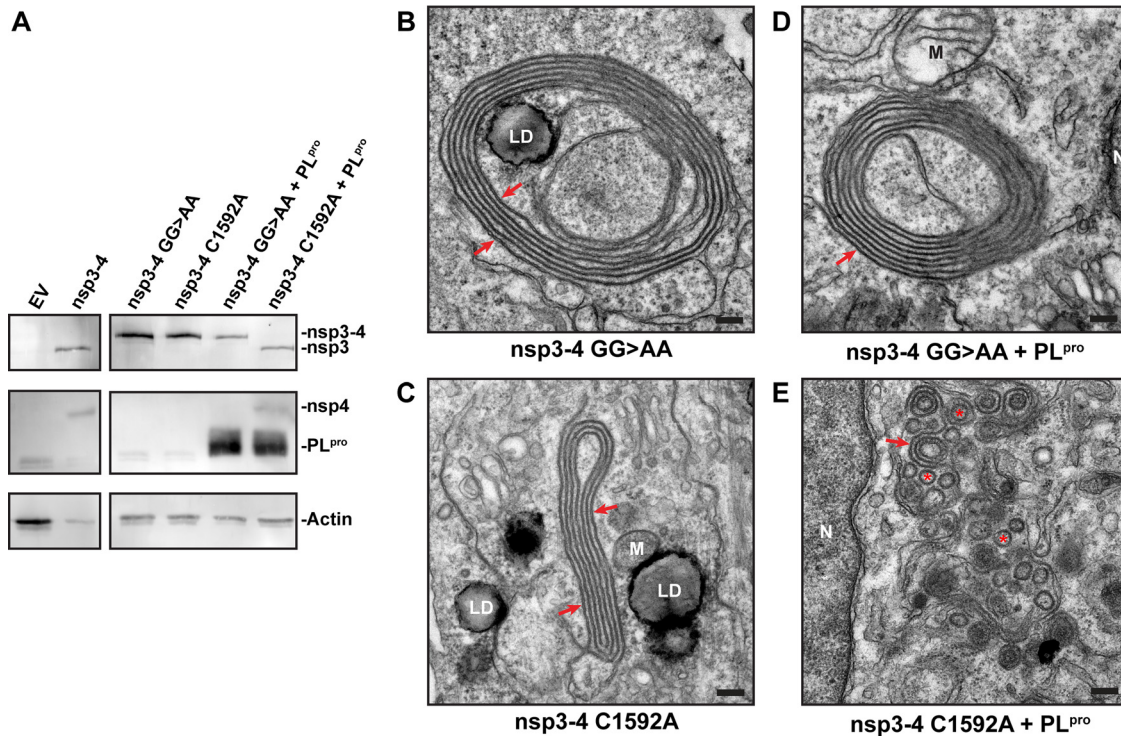 A
EV
nsp3-4
nsp3-4 GG>AA
nsp3-4 C1592A
nsp3-4 GG>AA + PLpro
nsp3-4 C1592A + PLpro
-nsp3-4
-nsp3
-nsp4
-PLpro
-Actin
B
LD
nsp3-4 GG>AA
D
M
N
nsp3-4 GG>AA + PLpro
C
M
LD
LD
nsp3-4 C1592A
E
*
*
*
N
nsp3-4 C1592A + PLpro